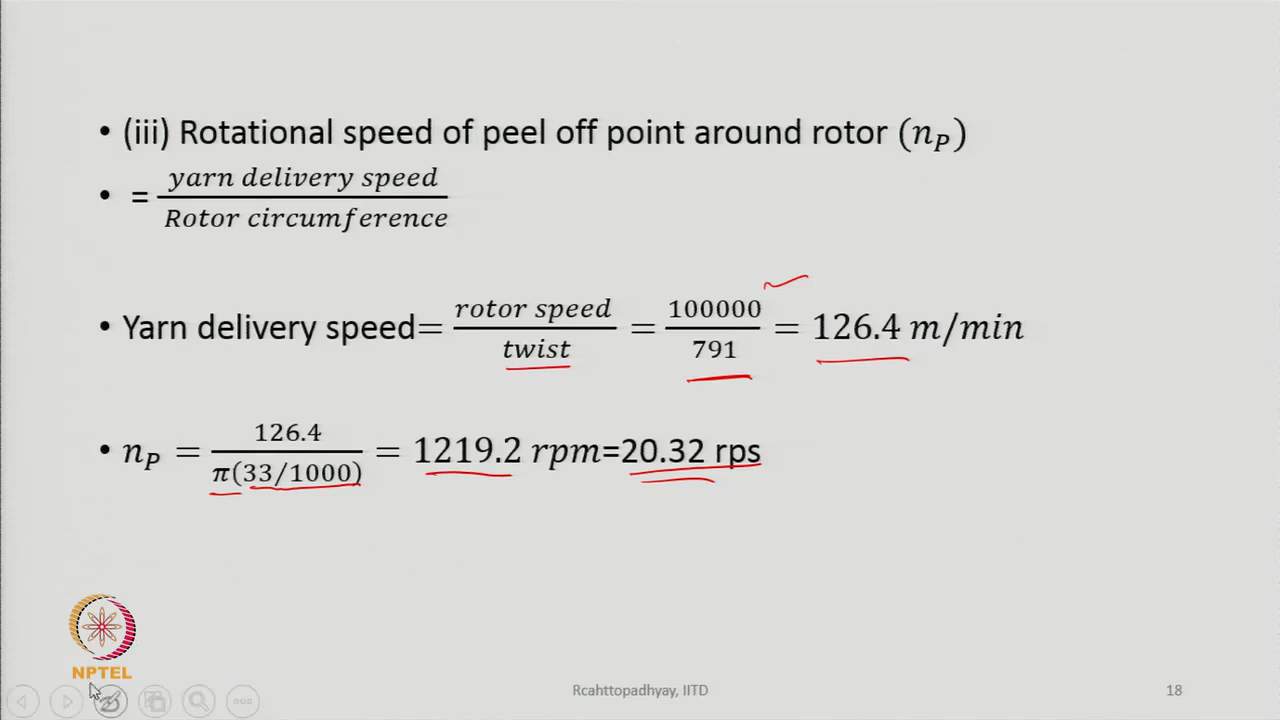 • (iii) Rotational speed of peel off point around rotor (n_P)
• = yarn delivery speed / Rotor circumference
• Yarn delivery speed= rotor speed / twist = 100000 / 791 = 126.4 m/min
• n_P = 126.4 / π(33/1000) = 1219.2 rpm=20.32 rps
NPTEL
Rcahttopadhyay, IITD
18